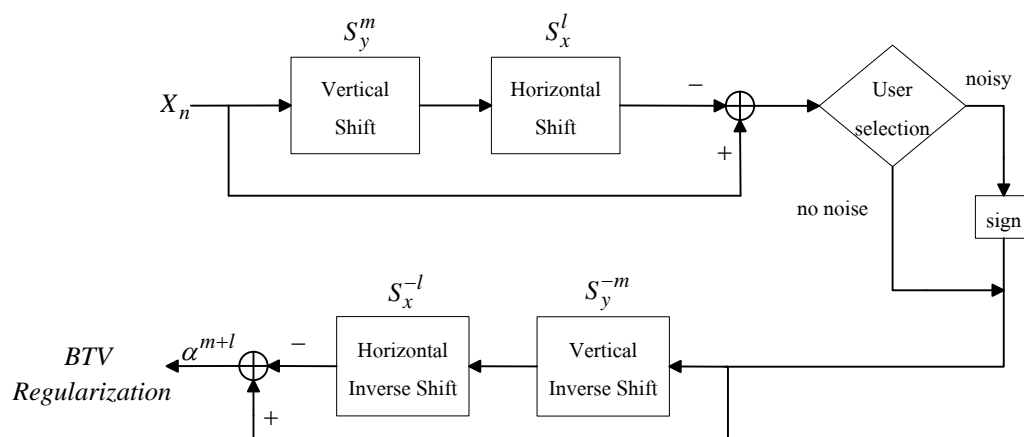 S_y^m
S_x^l
X_n
Vertical
Shift
Horizontal
Shift
−
+
User
selection
noisy
no noise
sign
S_x^{-l}
S_y^{-m}
BTV
Regularization
α^{m+l}
−
+
Horizontal
Inverse Shift
Vertical
Inverse Shift